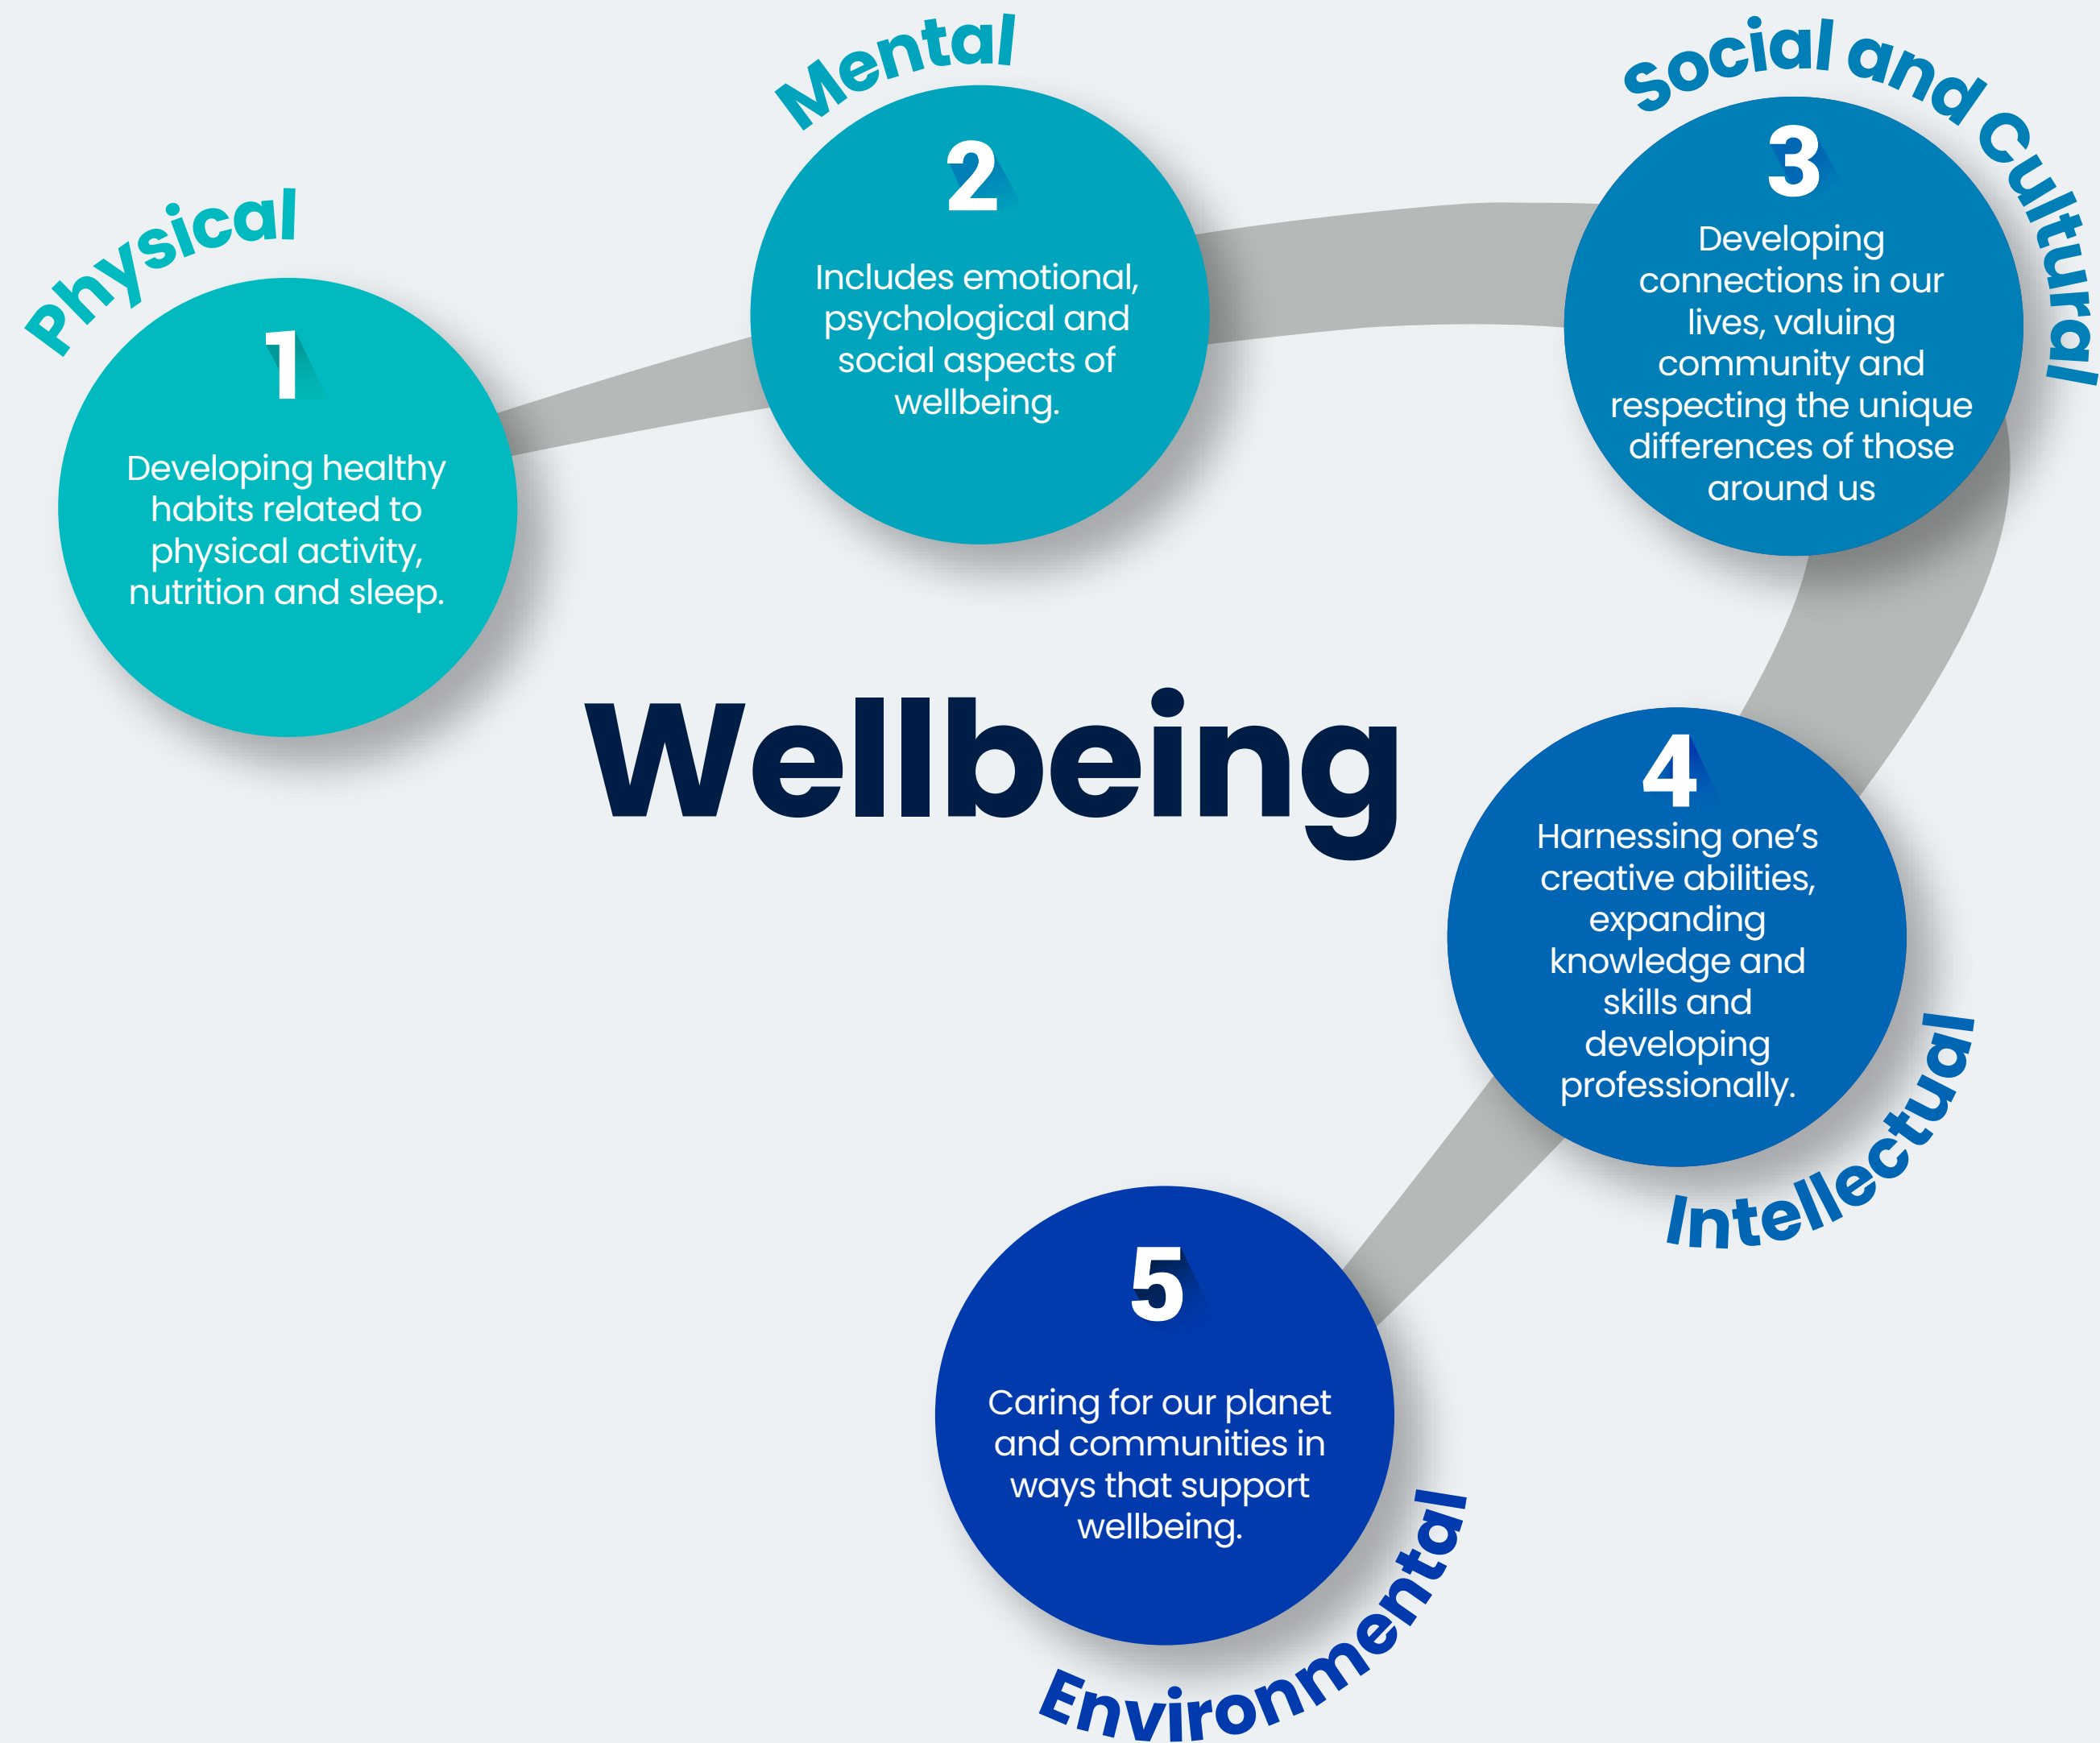 Physical
1
Developing healthy
habits related to
physical activity,
nutrition and sleep.
Mental
2
Includes emotional,
psychological and
social aspects of
wellbeing.
Social and Cultural
3
Developing
connections in our
lives, valuing
community and
respecting the unique
differences of those
around us
Wellbeing
4
Harnessing one’s
creative abilities,
expanding
knowledge and
skills and
developing
professionally.
Intellectual
5
Caring for our planet
and communities in
ways that support
wellbeing.
Environmental